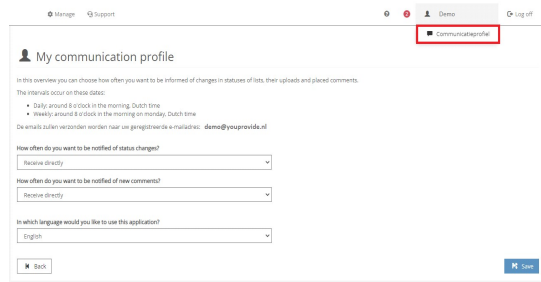 Manage Support 2 Demo Log off
Communicatieprofiel
My communication profile
In this overview you can choose how often you want to be informed of changes in statuses of lists, their uploads and placed comments.
The intervals occur on these dates:
Daily: around 8 o'clock in the morning, Dutch time
Weekly: around 8 o'clock in the morning on monday, Dutch time
De emails zullen verzonden worden naar uw geregistreerde e-mailadres: demo@youprovide.nl
How often do you want to be notified of status changes?
Receive directly
How often do you want to be notified of new comments?
Receive directly
In which language would you like to use this application?
English
Back Save